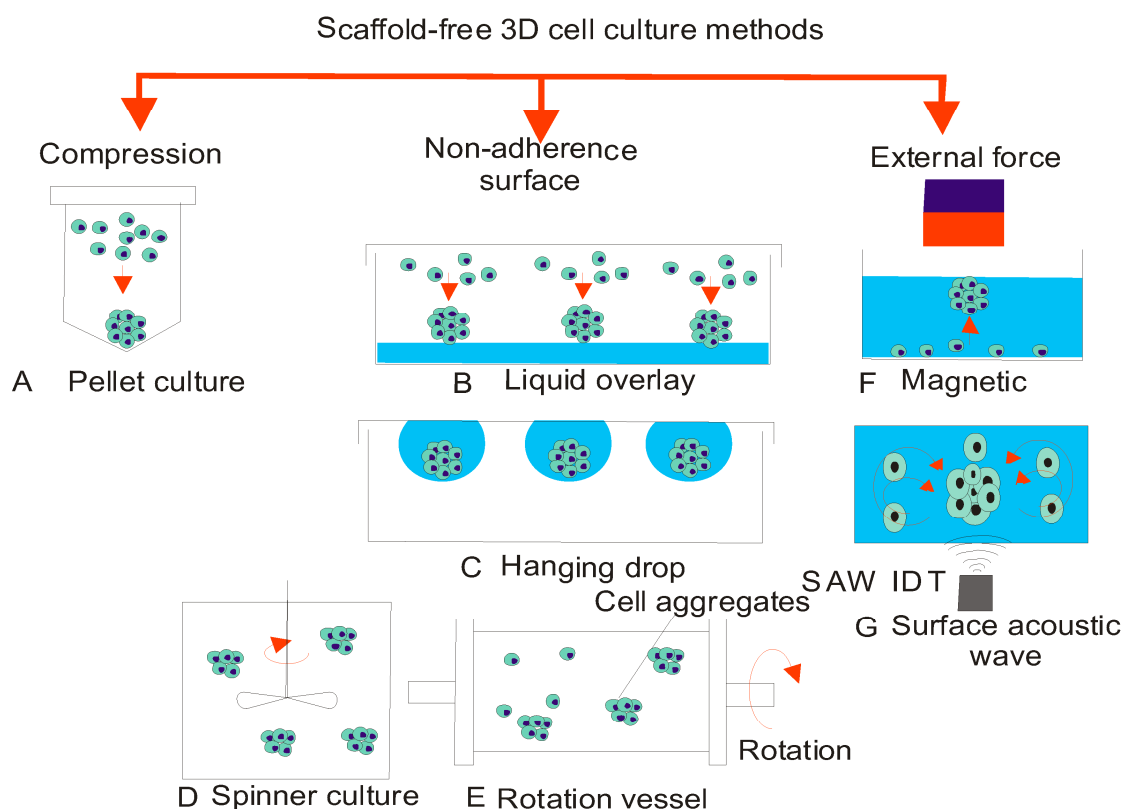 Scaffold-free 3D cell culture methods
Compression
Non-adherence
surface
External force
A Pellet culture
B Liquid overlay
F Magnetic
C Hanging drop
SAW IDT
Cell aggregates
G Surface acoustic
wave
Rotation
D Spinner culture
E Rotation vessel